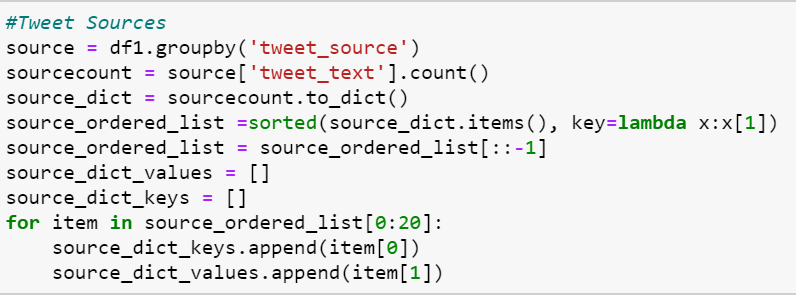 #Tweet Sources
source = df1.groupby('tweet_source')
sourcecount = source['tweet_text'].count()
source_dict = sourcecount.to_dict()
source_ordered_list =sorted(source_dict.items(), key=lambda x:x[1])
source_ordered_list = source_ordered_list[::-1]
source_dict_values = []
source_dict_keys = []
for item in source_ordered_list[0:20]:
    source_dict_keys.append(item[0])
    source_dict_values.append(item[1])